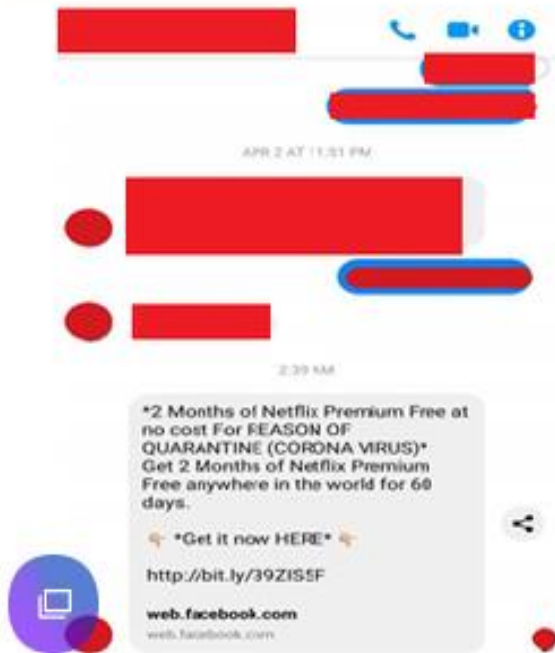 APR 2 AT 11:51 PM
2:39 AM
*2 Months of Netflix Premium Free at
no cost For REASON OF
QUARANTINE (CORONA VIRUS)*
Get 2 Months of Netflix Premium
Free anywhere in the world for 60
days.
👇🏻 *Get it now HERE* 👇🏻
http://bit.ly/39ZIS5F
web.facebook.com
web.facebook.com